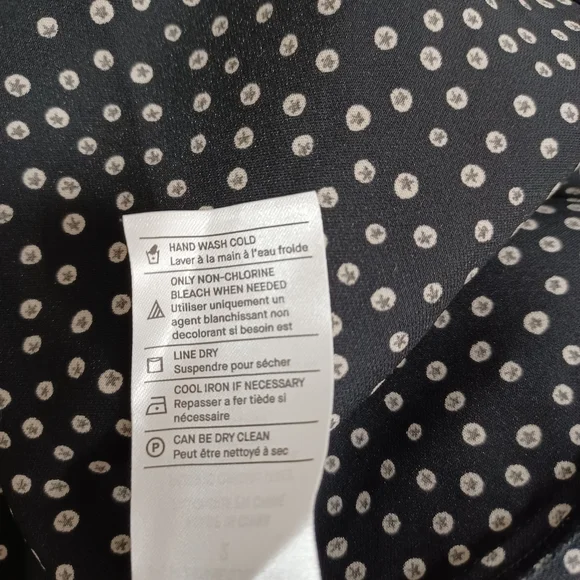 HAND WASH COLD
Laver à la main à l'eau froide
ONLY NON-CHLORINE
BLEACH WHEN NEEDED
Utiliser uniquement un
agent blanchissant non
decolorant si besoin est
LINE DRY
Suspendre pour sécher
COOL IRON IF NECESSARY
Repasser a fer tiède si
nécessaire
P
CAN BE DRY CLEAN
Peut être nettoyé à sec